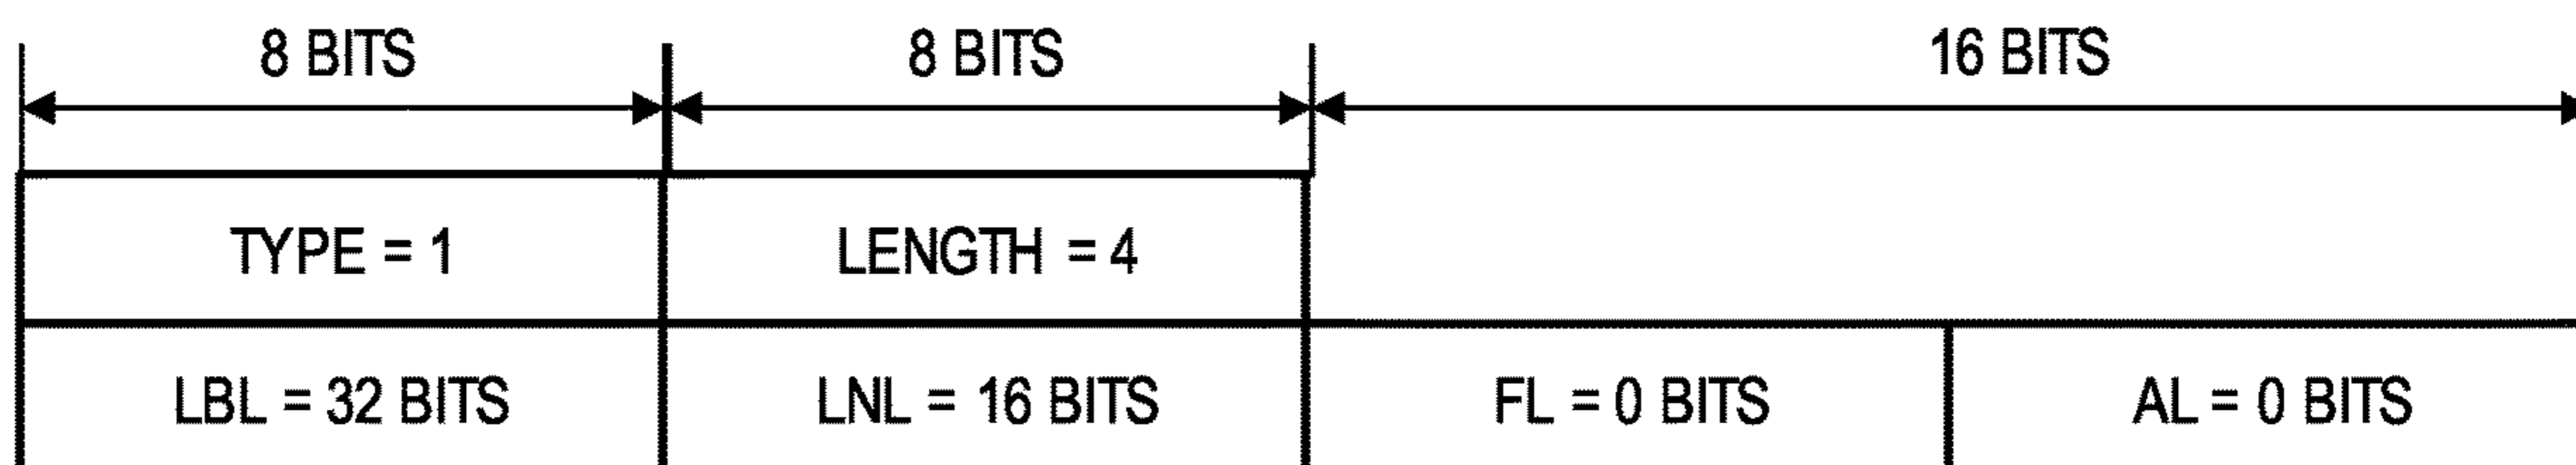 8 BITS 8 BITS 16 BITS
TYPE = 1 LENGTH = 4
LBL = 32 BITS LNL = 16 BITS FL = 0 BITS AL = 0 BITS